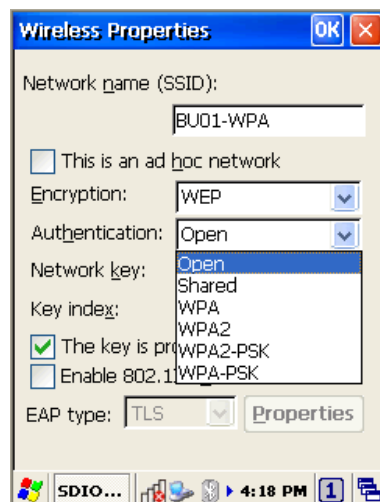 Wireless Properties OK
Network name (SSID):
BU01-WPA
This is an ad hoc network
Encryption: WEP
Authentication: Open
Network key: Open
Shared
Key index: WPA
WPA2
The key is pro WPA2-PSK
Enable 802.1 WPA-PSK
EAP type: TLS Properties
SDIO... 4:18 PM 1